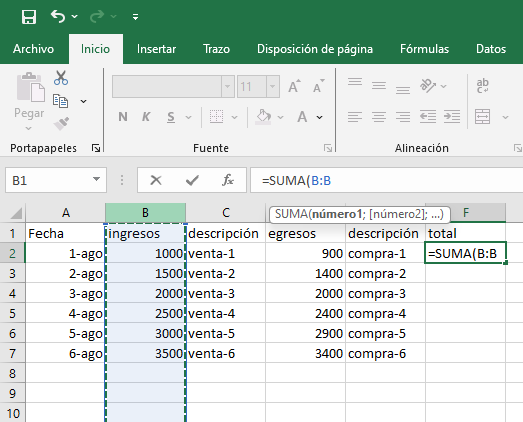 Archivo Inicio Insertar Trazo Disposición de página Fórmulas Datos
Pegar
11 A A ab
N K S A
Portapapeles Fuente Alineación
B1 fx =SUMA(B:B
SUMA(número1; [número2]; ...)
A B C D E F
1 Fecha ingresos descripción egresos descripción total
2 1-ago 1000 venta-1 900 compra-1 =SUMA(B:B
3 2-ago 1500 venta-2 1400 compra-2
4 3-ago 2000 venta-3 2000 compra-3
5 4-ago 2500 venta-4 2400 compra-4
6 5-ago 3000 venta-5 2900 compra-5
7 6-ago 3500 venta-6 3400 compra-6
8
9
10